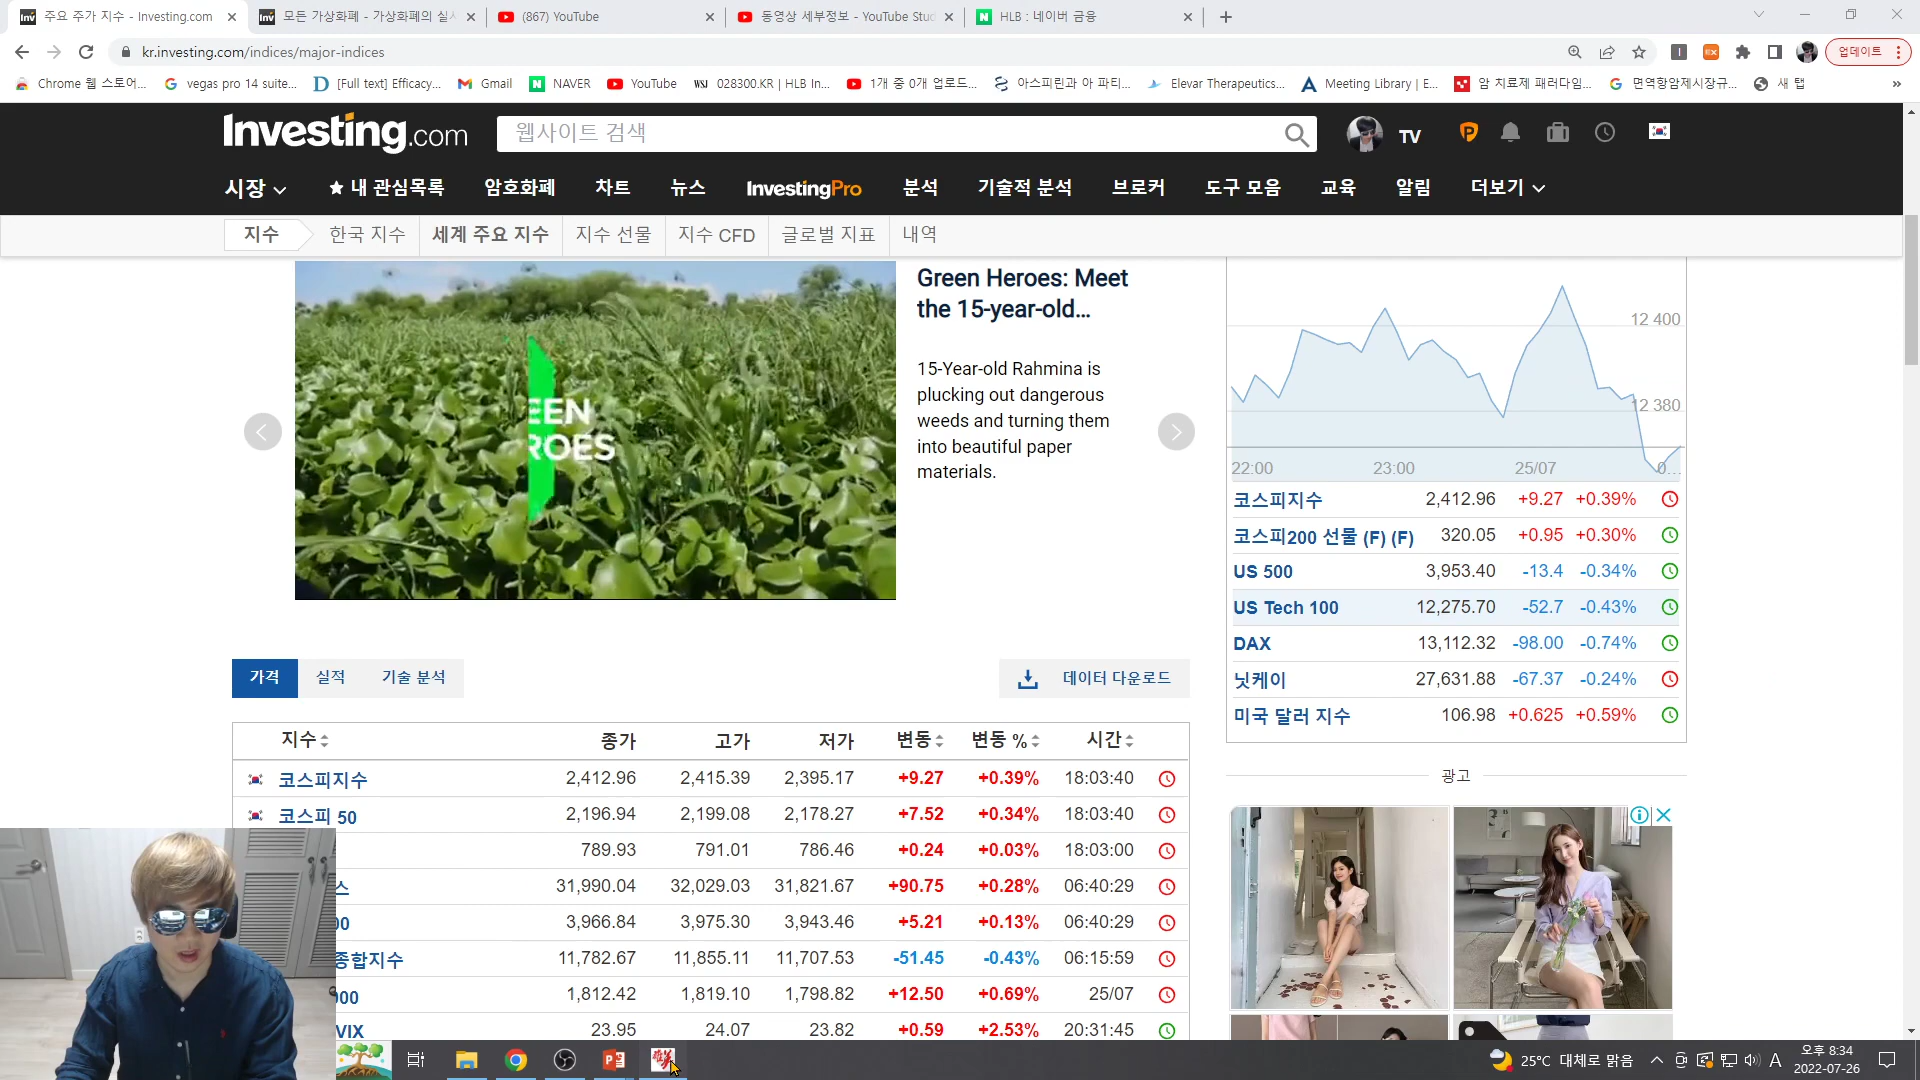 주요 주가 지수 - Investing.com
모든 가상화폐 - 가상화폐의 실시
(867) YouTube
동영상 세부정보 - YouTube Stud
HLB : 네이버 금융
kr.investing.com/indices/major-indices
업데이트
Chrome 웹 스토어...
vegas pro 14 suite...
[Full text] Efficacy...
Gmail
NAVER
YouTube
WSJ 028300.KR | HLB In...
1개 중 0개 업로드...
아스피린과 아 파티...
Elevar Therapeutics...
Meeting Library | E...
암 치료제 패러다임...
면역항암제시장규...
새 탭
Investing.com
웹사이트 검색
TV
시장
내 관심목록
암호화폐
차트
뉴스
InvestingPro
분석
기술적 분석
브로커
도구 모음
교육
알림
더보기
지수
한국 지수
세계 주요 지수
지수 선물
지수 CFD
글로벌 지표
내역
EEN
ROES
Green Heroes: Meet
the 15-year-old...
15-Year-old Rahmina is
plucking out dangerous
weeds and turning them
into beautiful paper
materials.
12 400
12 380
22:00 23:00 25/07 0...
코스피지수 2,412.96 +9.27 +0.39%
코스피200 선물 (F) (F) 320.05 +0.95 +0.30%
US 500 3,953.40 -13.4 -0.34%
US Tech 100 12,275.70 -52.7 -0.43%
DAX 13,112.32 -98.00 -0.74%
닛케이 27,631.88 -67.37 -0.24%
미국 달러 지수 106.98 +0.625 +0.59%
광고
가격 실적 기술 분석
데이터 다운로드
지수 종가 고가 저가 변동 변동 % 시간
코스피지수 2,412.96 2,415.39 2,395.17 +9.27 +0.39% 18:03:40
코스피 50 2,196.94 2,199.08 2,178.27 +7.52 +0.34% 18:03:40
789.93 791.01 786.46 +0.24 +0.03% 18:03:00
스 31,990.04 32,029.03 31,821.67 +90.75 +0.28% 06:40:29
00 3,966.84 3,975.30 3,943.46 +5.21 +0.13% 06:40:29
종합지수 11,782.67 11,855.11 11,707.53 -51.45 -0.43% 06:15:59
000 1,812.42 1,819.10 1,798.82 +12.50 +0.69% 25/07
VIX 23.95 24.07 23.82 +0.59 +2.53% 20:31:45
25°C 대체로 맑음
A
오후 8:34
2022-07-26